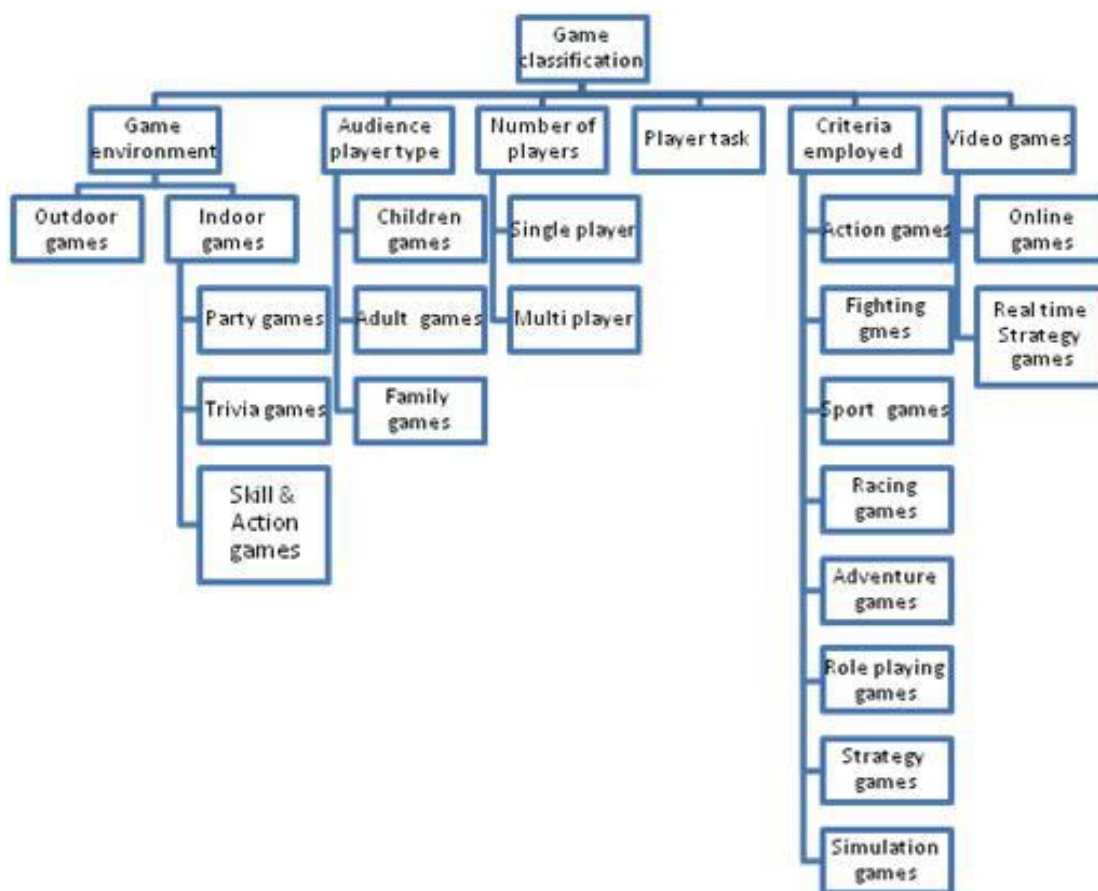 Game
classification
Game
environment
Audience
player type
Number of
players
Player task
Criteria
employed
Video games
Outdoor
games
Indoor
games
Children
games
Single player
Action games
Online
games
Party games
Adult games
Multi player
Fighting
gmes
Real time
Strategy
games
Trivia games
Family
games
Sport games
Skill &
Action
games
Racing
games
Adventure
games
Role playing
games
Strategy
games
Simulation
games